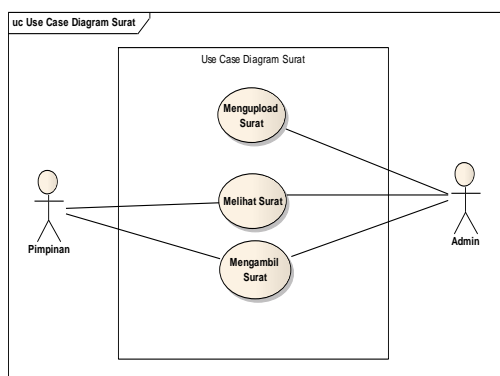 uc Use Case Diagram Surat
Use Case Diagram Surat
Mengupload
Surat
Melihat Surat
Mengambil
Surat
Pimpinan
Admin